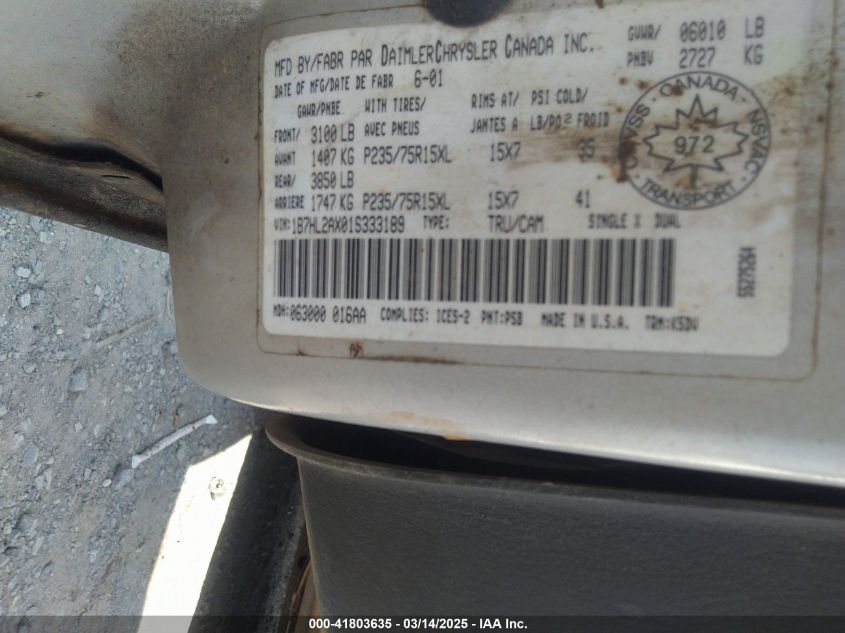 MFD BY/FABR PAR DAIMLERCHRYSLER CANADA INC.
GVWR/ 06010 LB
PNBV 2727 KG
DATE OF MFG/DATE DE FABR 6-01
GAWR/PNBE WITH TIRES/ RIMS AT/ PSI COLD/
FRONT/ 3100 LB AVEC PNEUS JANTES A LB/PO² FROID
AVANT 1407 KG P235/75R15XL 15X7 35
REAR/ 3850 LB
ARRIERE 1747 KG P235/75R15XL 15X7 41
CANADA
972
TRANSPORT
VIN: 1B7HL2AX01S333189 TYPE: TRU/CAM SINGLE X DUAL
MDH: 063000 016AA COMPLIES: ICES-2 PNT: PSB MADE IN U.S.A. TRM: K5DV
000-41803635 - 03/14/2025 - IAA Inc.